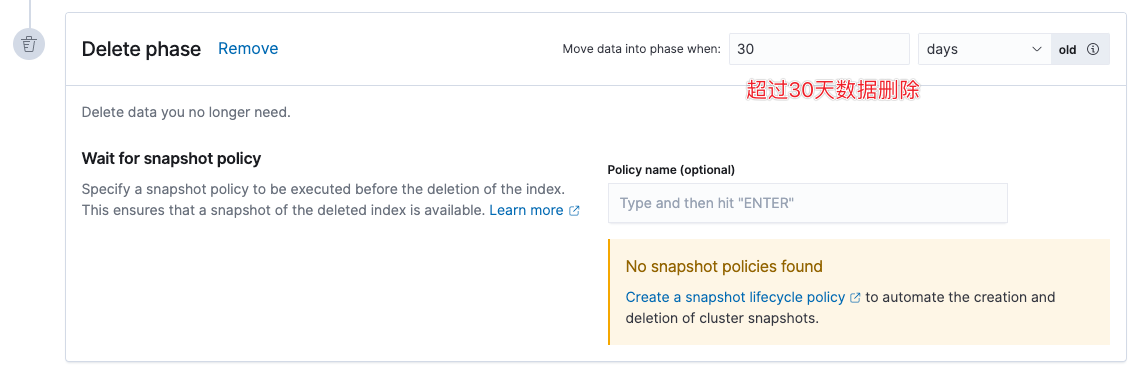 Delete phase Remove Move data into phase when: 30 days old
超过30天数据删除
Delete data you no longer need.
Wait for snapshot policy
Specify a snapshot policy to be executed before the deletion of the index.
This ensures that a snapshot of the deleted index is available. Learn more
Policy name (optional)
Type and then hit "ENTER"
No snapshot policies found
Create a snapshot lifecycle policy to automate the creation and
deletion of cluster snapshots.